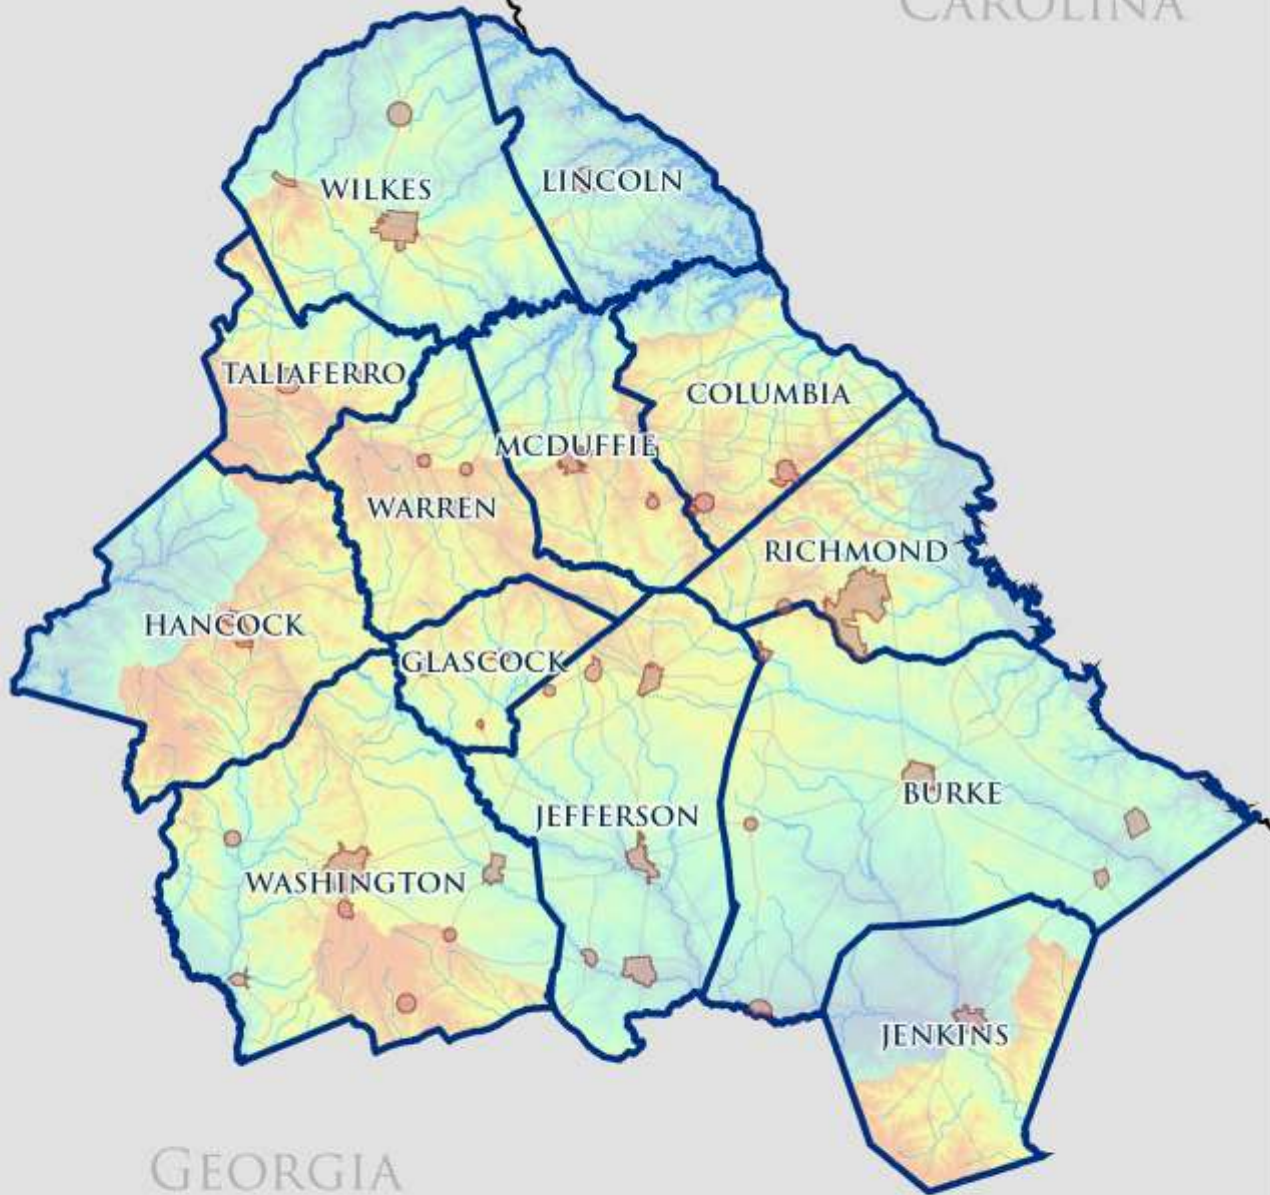 CAROLINA
WILKES
LINCOLN
TALIAFERRO
COLUMBIA
MCDUFFIE
WARREN
RICHMOND
HANCOCK
GLASCOCK
BURKE
JEFFERSON
WASHINGTON
JENKINS
GEORGIA